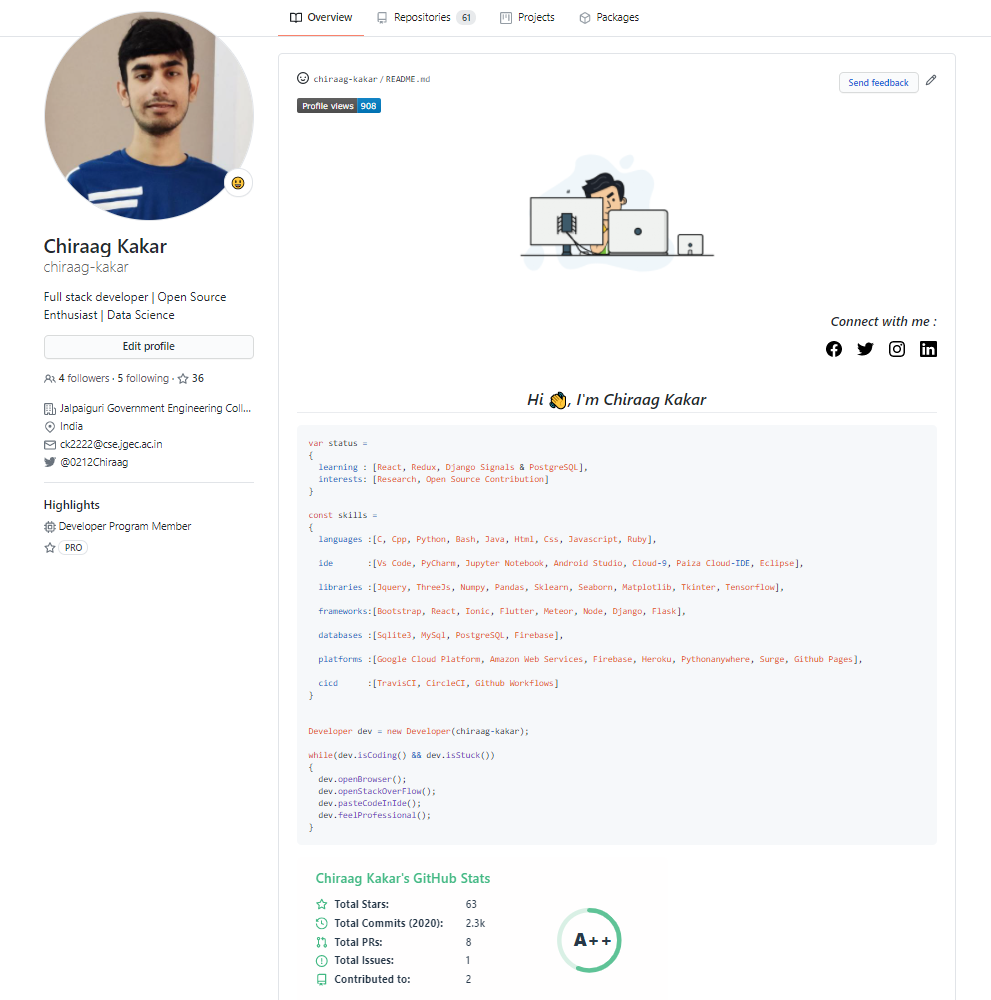 Overview Repositories 61 Projects Packages
chiraag-kakar / README.md
Send feedback
Profile views 908
Connect with me :
Hi 👋, I'm Chiraag Kakar
Chiraag Kakar
chiraag-kakar
Full stack developer | Open Source
Enthusiast | Data Science
Edit profile
4 followers · 5 following · 36
Jalpaiguri Government Engineering Coll...
India
ck2222@cse.jgec.ac.in
@0212Chiraag
Highlights
Developer Program Member
PRO
var status =
{
learning : [React, Redux, Django Signals & PostgreSQL],
interests: [Research, Open Source Contribution]
}
const skills =
{
languages :[C, Cpp, Python, Bash, Java, Html, Css, Javascript, Ruby],
ide :[Vs Code, PyCharm, Jupyter Notebook, Android Studio, Cloud-9, Paiza Cloud-IDE, Eclipse],
libraries :[Jquery, ThreeJs, Numpy, Pandas, Sklearn, Seaborn, Matplotlib, Tkinter, Tensorflow],
frameworks:[Bootstrap, React, Ionic, Flutter, Meteor, Node, Django, Flask],
databases :[Sqlite3, MySql, PostgreSQL, Firebase],
platforms :[Google Cloud Platform, Amazon Web Services, Firebase, Heroku, Pythonanywhere, Surge, Github Pages],
cicd :[TravisCI, CircleCI, Github Workflows]
}
Developer dev = new Developer(chiraag-kakar);
while(dev.isCoding() && dev.isStuck())
{
dev.openBrowser();
dev.openStackOverFlow();
dev.pasteCodeInIde();
dev.feelProfessional();
}
Chiraag Kakar's GitHub Stats
Total Stars: 63
Total Commits (2020): 2.3k
Total PRs: 8
Total Issues: 1
Contributed to: 2
A++